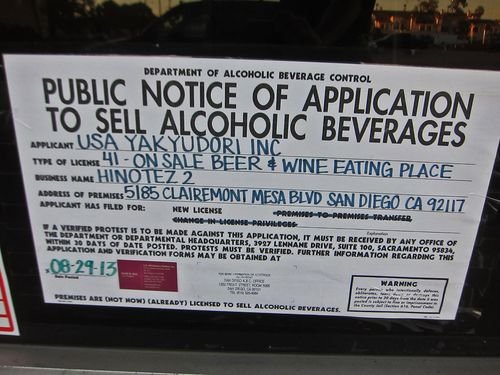 DEPARTMENT OF ALCOHOLIC BEVERAGE CONTROL
PUBLIC NOTICE OF APPLICATION
TO SELL ALCOHOLIC BEVERAGES
APPLICANT USA YAKYUDORI INC
TYPE OF LICENSE 41 - ON SALE BEER & WINE EATING PLACE
BUSINESS NAME HINOTEZ 2
ADDRESS OF PREMISES 5185 CLAIREMONT MESA BLVD SAN DIEGO CA 92117
APPLICANT HAS FILED FOR: NEW LICENSE PREMISES TO PREMISES TRANSFER
CHANGE IN LICENSE PRIVILEGES
Explanation
IF A VERIFIED PROTEST IS TO BE MADE AGAINST THIS APPLICATION, IT MUST BE RECEIVED BY ANY OFFICE OF
THE DEPARTMENT OR DEPARTMENTAL HEADQUARTERS, 3927 LENNANE DRIVE, SUITE 100, SACRAMENTO 95834,
WITHIN 30 DAYS OF DATE POSTED. PROTESTS MUST BE VERIFIED. FURTHER INFORMATION REGARDING THIS
APPLICATION AND VERIFICATION FORMS MAY BE OBTAINED AT
08-29-13
Date Posted
SAN DIEGO A.B.C. OFFICE
WARNING
PREMISES ARE (NOT NOW) (ALREADY) LICENSED TO SELL ALCOHOLIC BEVERAGES.